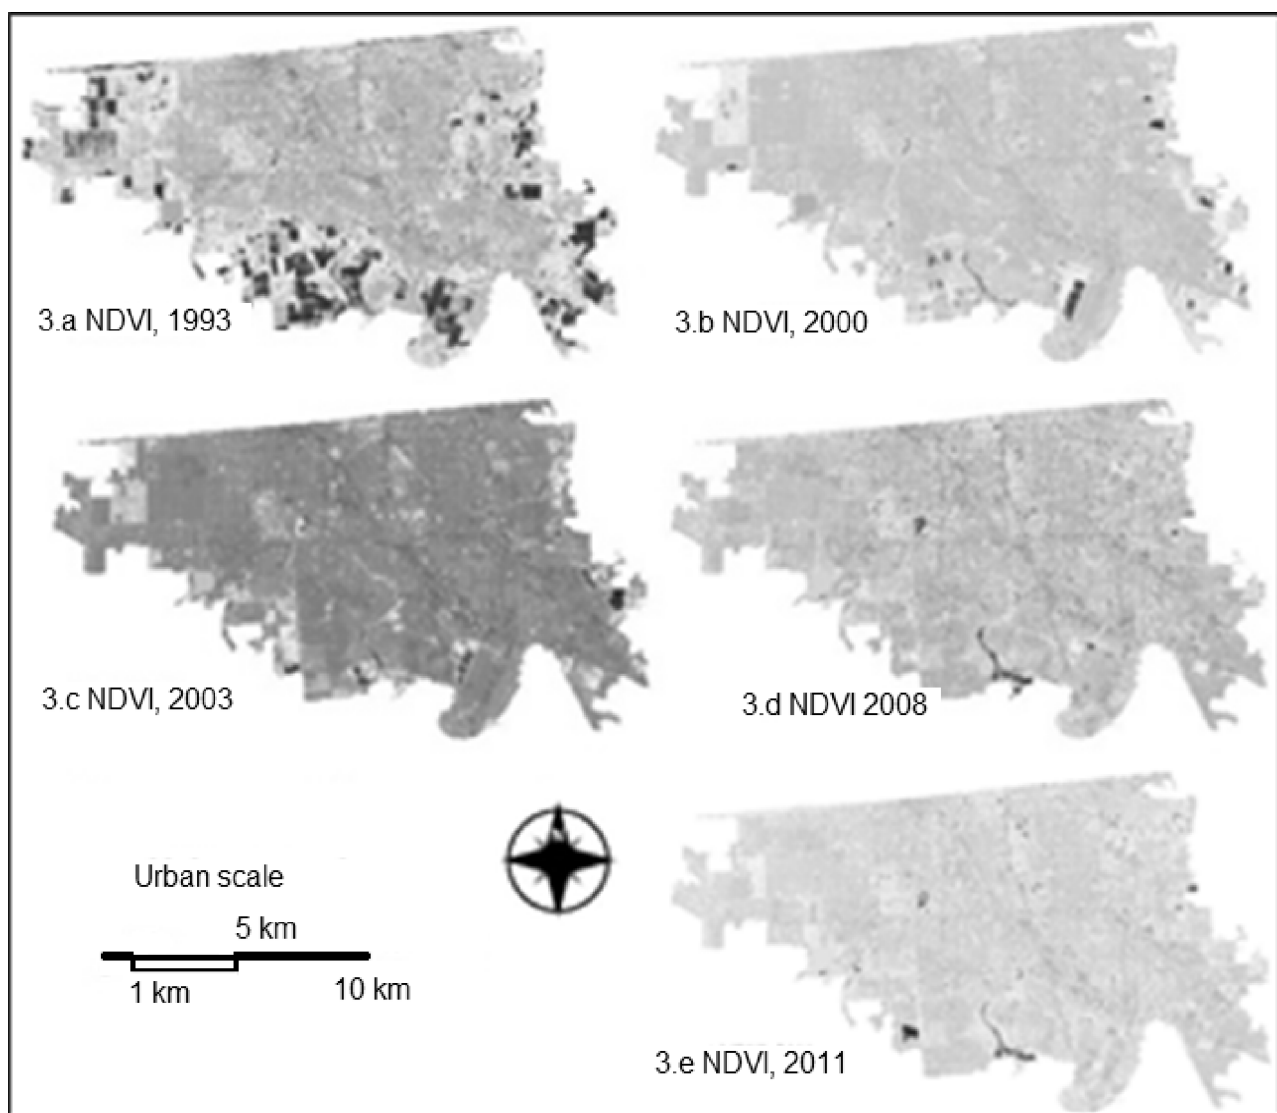 3.a NDVI, 1993
3.b NDVI, 2000
3.c NDVI, 2003
3.d NDVI 2008
Urban scale
5 km
1 km
10 km
3.e NDVI, 2011